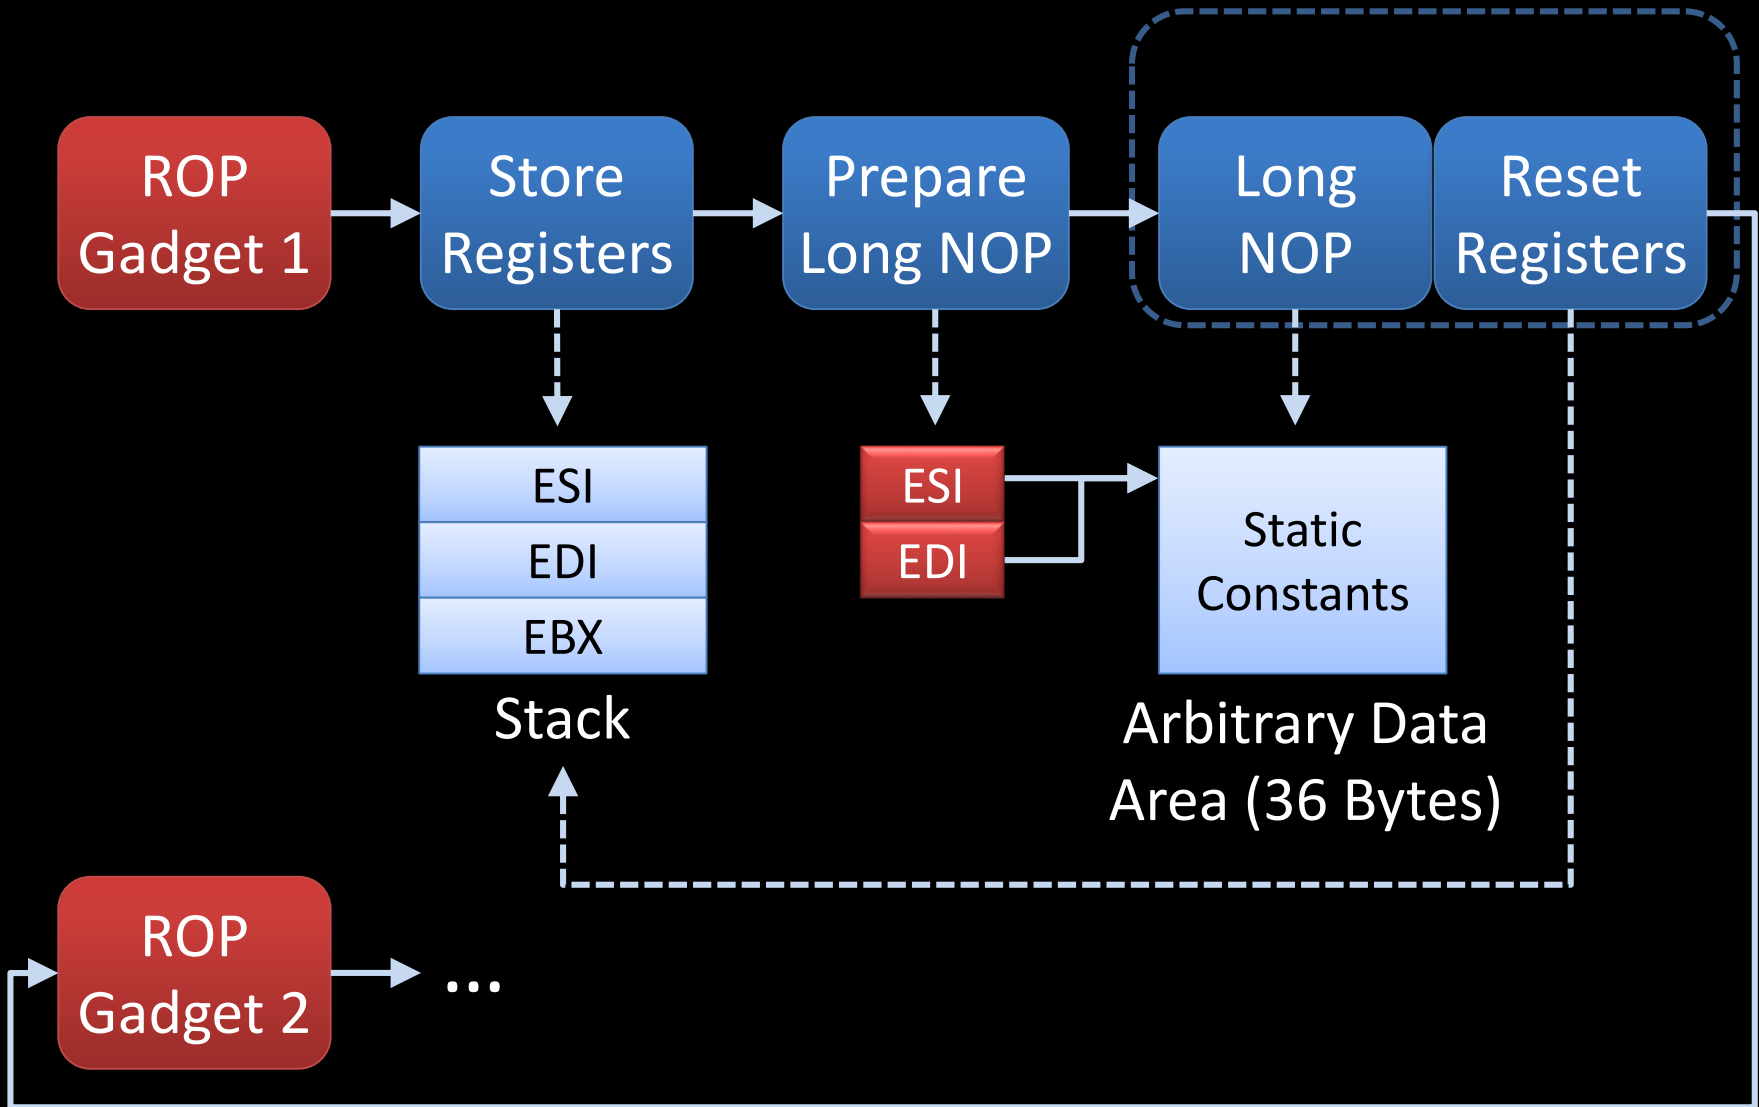 ROP
Gadget 1
Store
Registers
Prepare
Long NOP
Long
NOP
Reset
Registers
ESI
EDI
EBX
Stack
ESI
EDI
Static
Constants
Arbitrary Data
Area (36 Bytes)
ROP
Gadget 2
...